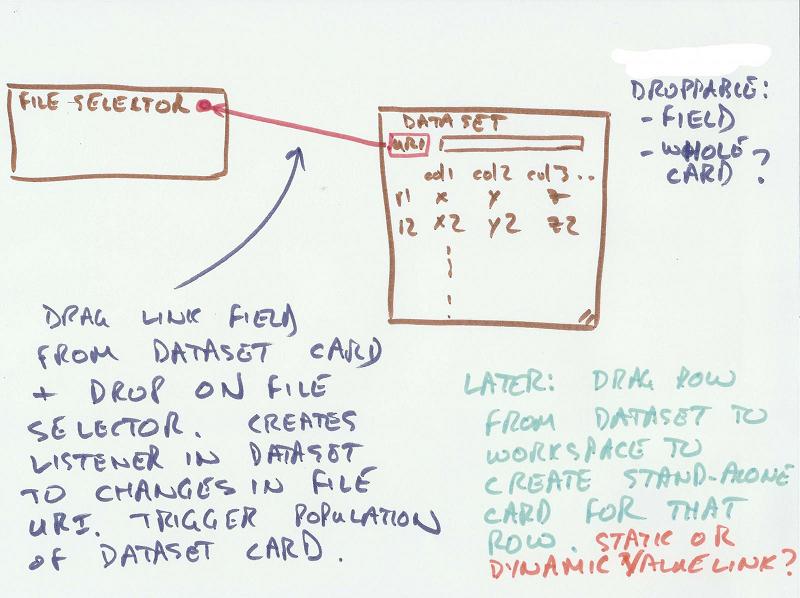 FILE SELECTOR
DATASET
URI
col1 col2 col3 ..
r1 x y z
r2 x2 y2 z2
DROPPABLE:
- FIELD
- WHOLE
CARD ?
DRAG LINK FIELD
FROM DATASET CARD
+ DROP ON FILE
SELECTOR. CREATES
LISTENER IN DATASET
TO CHANGES IN FILE
URI. TRIGGER POPULATION
OF DATASET CARD.
LATER: DRAG ROW
FROM DATASET TO
WORKSPACE TO
CREATE STAND-ALONE
CARD FOR THAT
ROW. STATIC OR
DYNAMIC VALUE LINK?